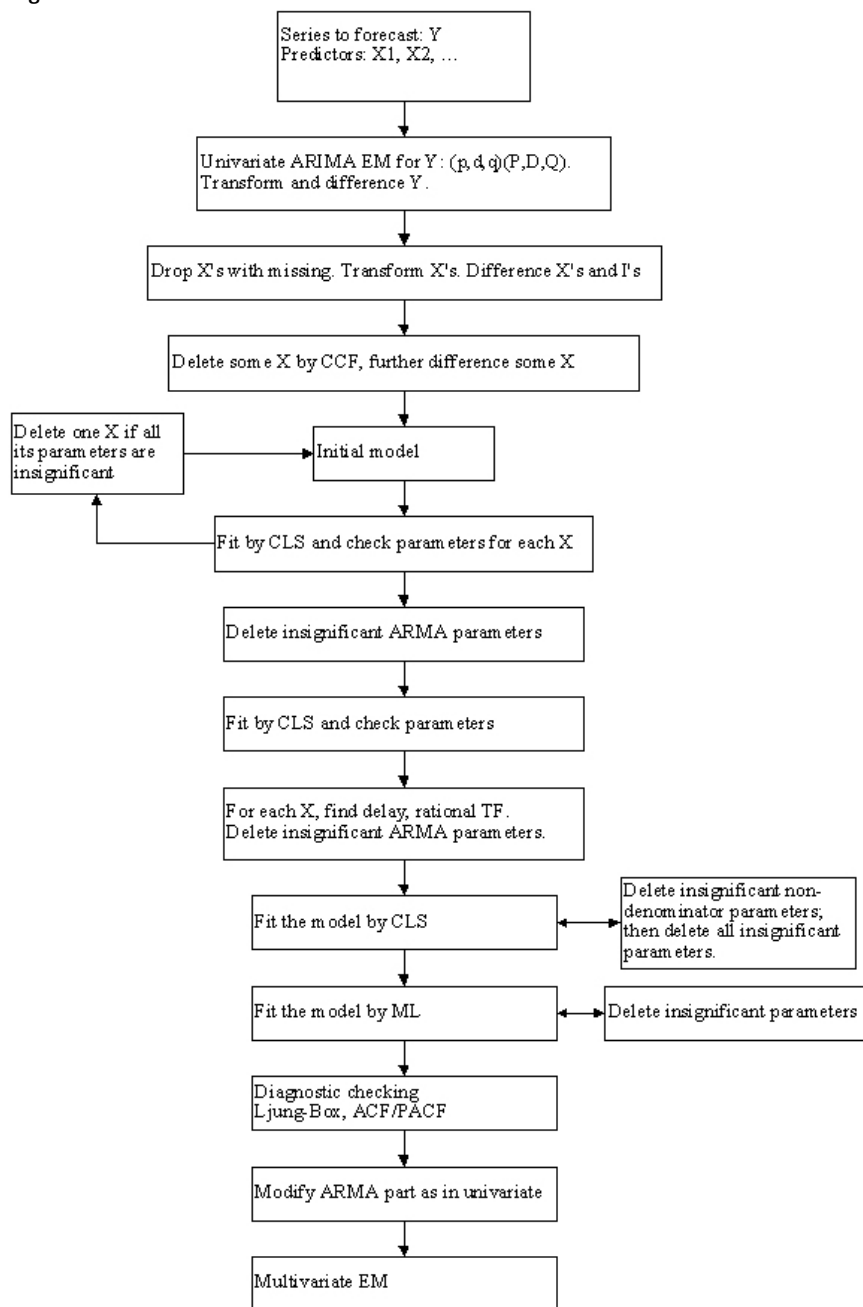 Series to forecast: Y
Predictors: X1, X2, ...
Univariate ARIMA EM for Y: (p,d,q)(P,D,Q).
Transform and difference Y.
Drop X's with missing. Transform X's. Difference X's and I's
Delete some X by CCF, further difference some X
Delete one X if all
its parameters are
insignificant
Initial model
Fit by CLS and check parameters for each X
Delete insignificant ARMA parameters
Fit by CLS and check parameters
For each X, find delay, rational TF.
Delete insignificant ARMA parameters.
Fit the model by CLS
Delete insignificant non-
denominator parameters;
then delete all insignificant
parameters.
Fit the model by ML
Delete insignificant parameters
Diagnostic checking
Ljung-Box, ACF/PACF
Modify ARMA part as in univariate
Multivariate EM